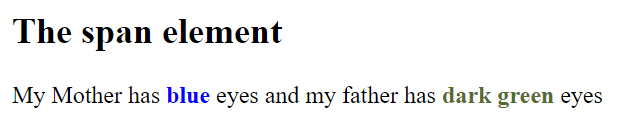 The span element
My Mother has blue eyes and my father has dark green eyes